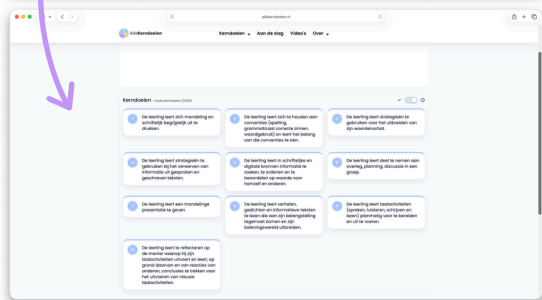 allekerndoelen.nl
AlleKerndoelen
Kerndoelen
Aan de slag
Video's
Over
Kerndoelen - Oude kerndoelen (2006)
De leerling leert zich mondeling en
schriftelijk begrijpelijk uit te
drukken.
De leerling leert zich te houden aan
conventies (spelling,
grammaticaal correcte zinnen,
woordgebruik) en leert het belang
van die conventies te zien.
De leerling leert strategieën te
gebruiken voor het uitbreiden van
zijn woordenschat.
De leerling leert strategieën te
gebruiken bij het verwerven van
informatie uit gesproken en
geschreven teksten.
De leerling leert in schriftelijke en
digitale bronnen informatie te
zoeken, te ordenen en te
beoordelen op waarde voor
hemzelf en anderen.
De leerling leert deel te nemen aan
overleg, planning, discussie in een
groep.
De leerling leert een mondelinge
presentatie te geven.
De leerling leert verhalen,
gedichten en informatieve teksten
te lezen die aan zijn belangstelling
tegemoet komen en zijn
belevingswereld uitbreiden.
De leerling leert taalactiviteiten
(spreken, luisteren, schrijven en
lezen) planmatig voor te bereiden
en uit te voeren.
De leerling leert te reflecteren op
de manier waarop hij zijn
taalactiviteiten uitvoert en leert, op
grond daarvan en van reacties van
anderen, conclusies te trekken voor
het uitvoeren van nieuwe
taalactiviteiten.